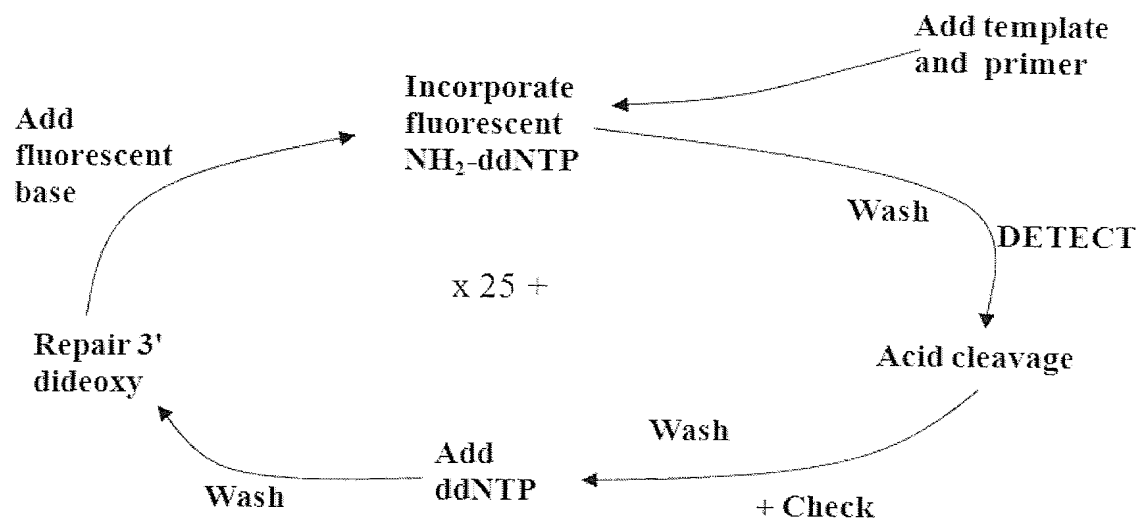 Add template
and primer
Incorporate
fluorescent
NH₂-ddNTP
Add
fluorescent
base
Wash
DETECT
x 25 +
Repair 3'
dideoxy
Acid cleavage
Wash
+ Check
Add
ddNTP
Wash